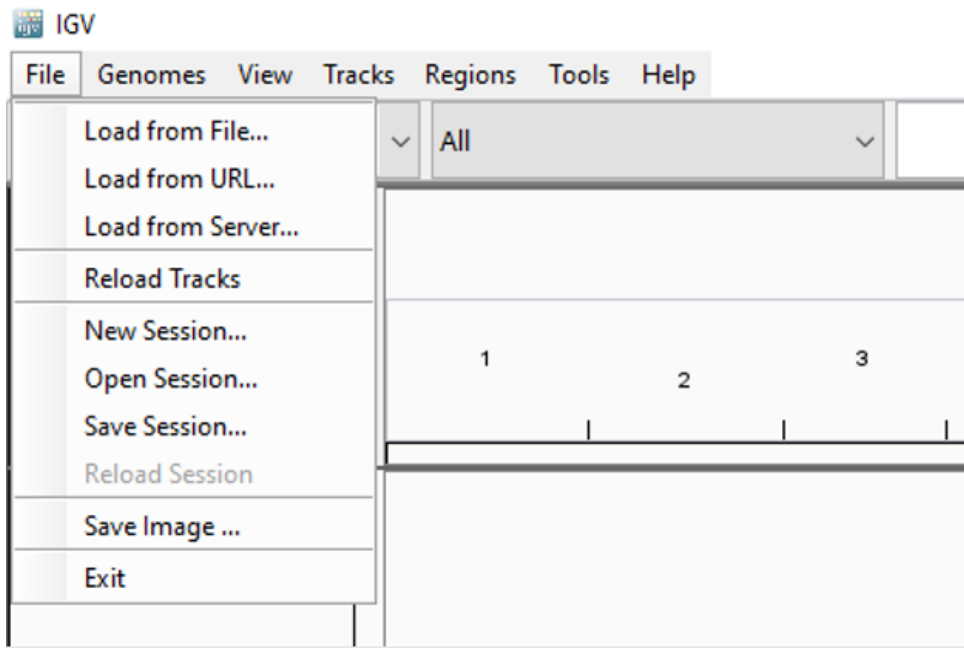 IGV
File Genomes View Tracks Regions Tools Help
All
Load from File...
Load from URL...
Load from Server...
Reload Tracks
New Session...
Open Session...
Save Session...
Reload Session
Save Image ...
Exit
1
2
3